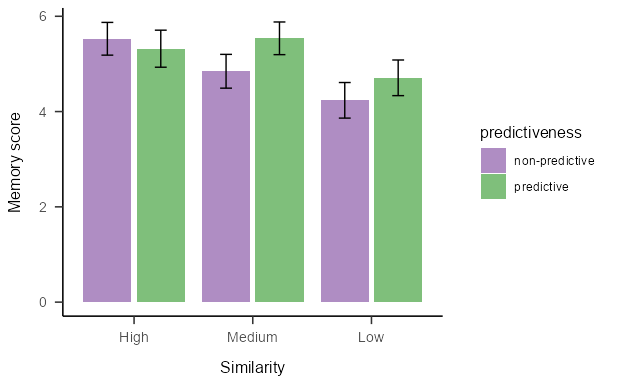 6
4
2
0
Memory score
High Medium Low
Similarity
predictiveness
non-predictive
predictive